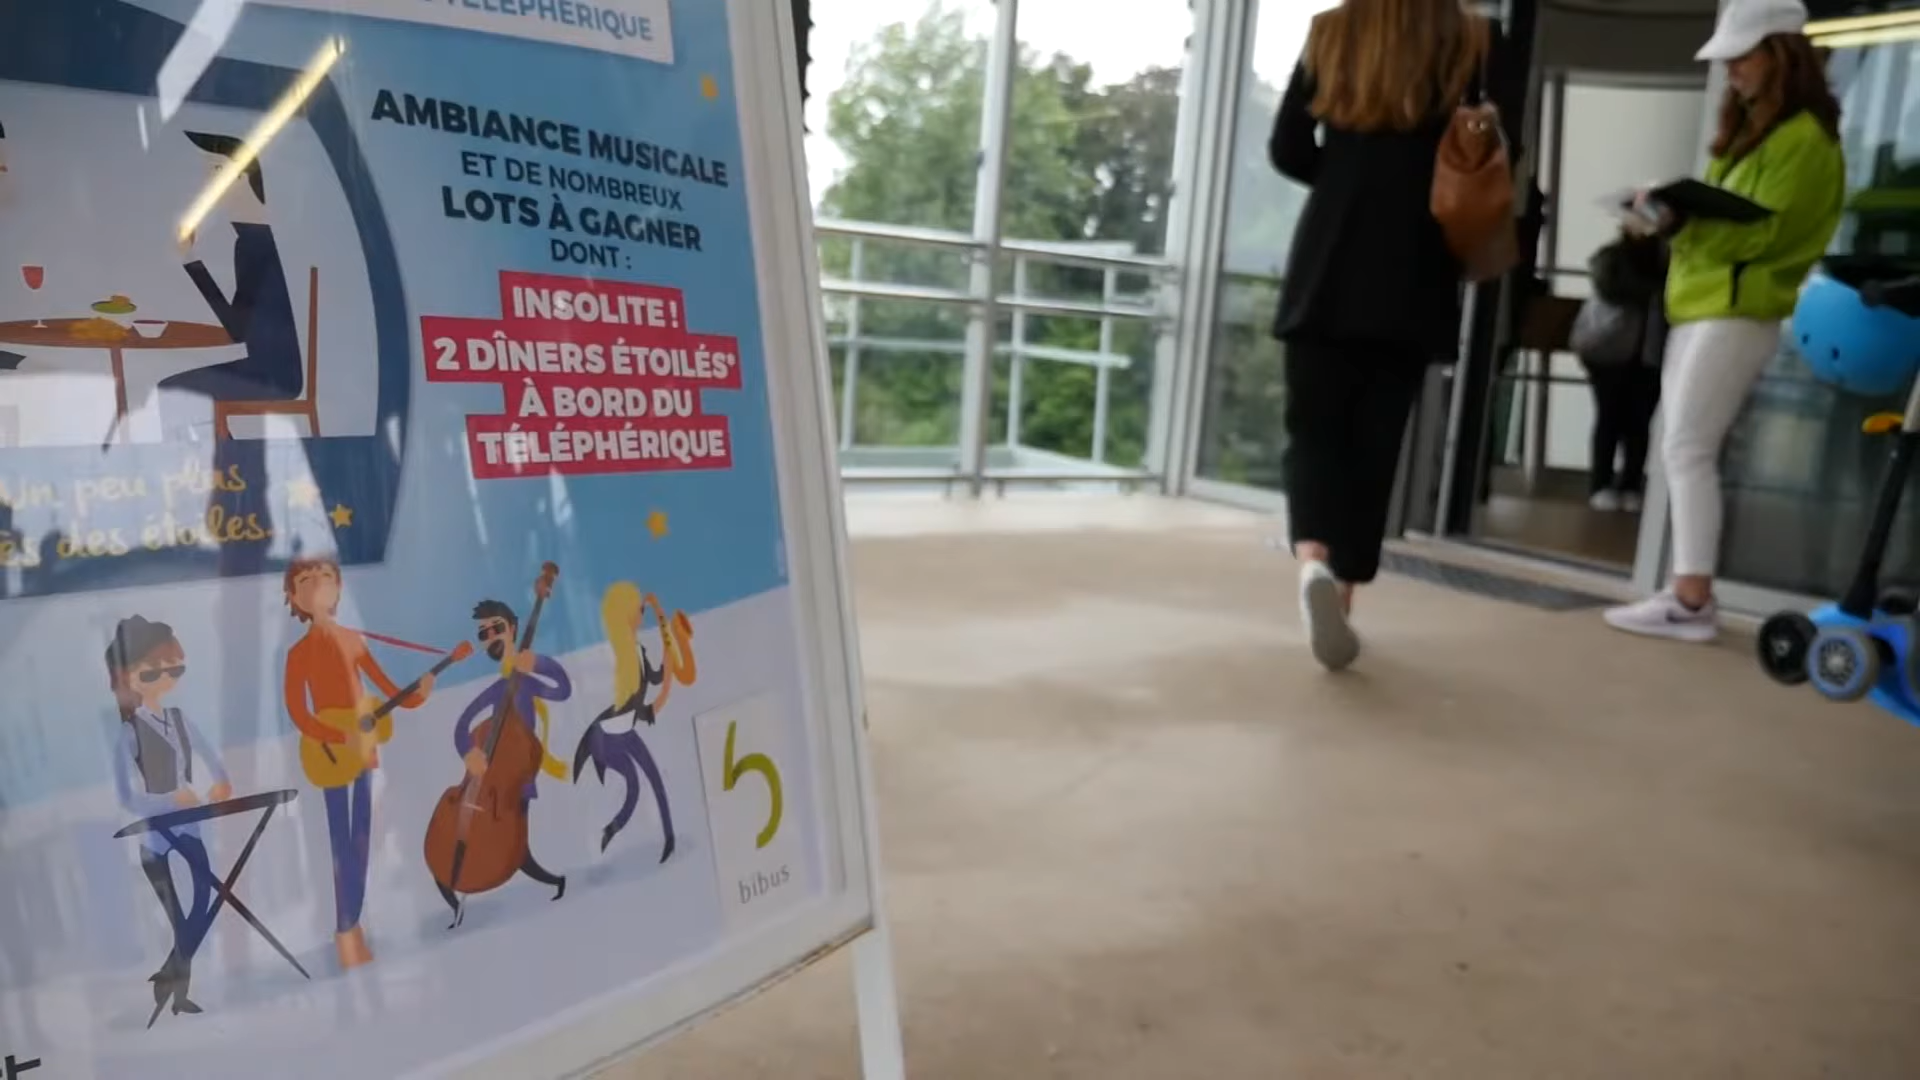 TÉLÉPHÉRIQUE
AMBIANCE MUSICALE
ET DE NOMBREUX
LOTS À GAGNER
DONT :
INSOLITE !
2 DÎNERS ÉTOILÉS*
À BORD DU
TÉLÉPHÉRIQUE
Un peu plus
des étoiles...
bibus